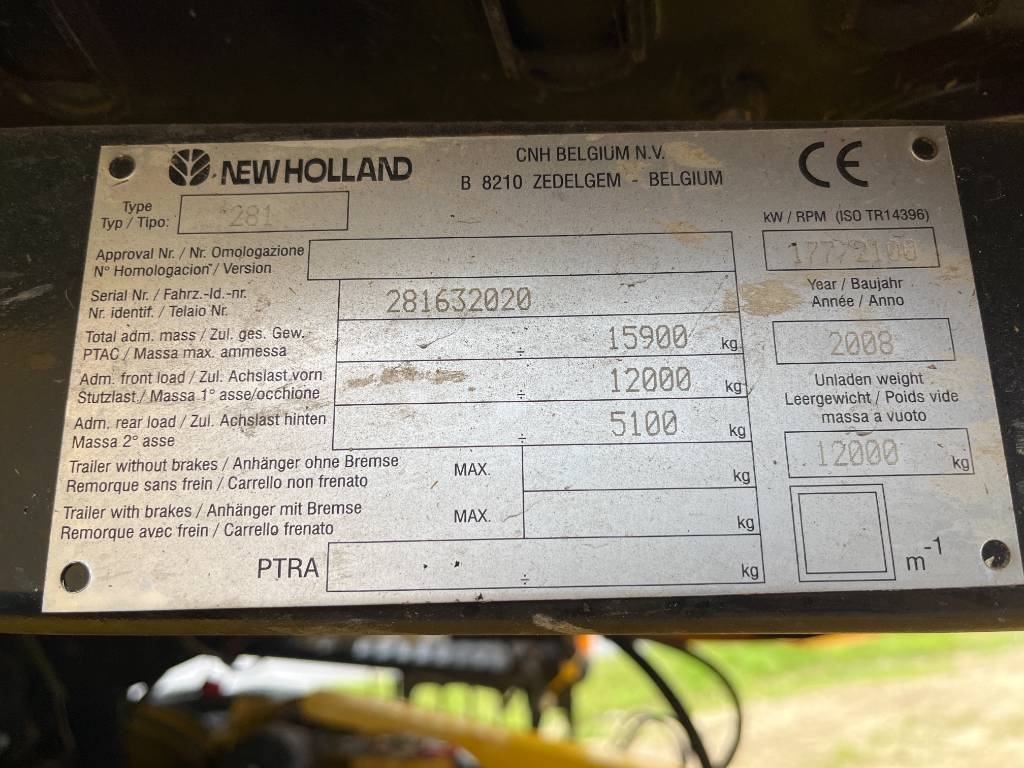 NEW HOLLAND
CNH BELGIUM N.V.
B 8210 ZEDELGEM - BELGIUM
CE
Type
Typ / Tipo:
281
kW / RPM (ISO TR14396)
177/2100
Approval Nr. / Nr. Omologazione
N° Homologacion / Version
Serial Nr. / Fahrz.-Id.-nr.
Nr. identif. / Telaio Nr.
281632020
Year / Baujahr
Année / Anno
2008
Total adm. mass / Zul. ges. Gew.
PTAC / Massa max. ammessa
÷ 15900 kg
Adm. front load / Zul. Achslast vorn
Stutzlast / Massa 1° asse/occhione
÷ 12000 kg
Unladen weight
Leergewicht / Poids vide
massa a vuoto
12000 kg
Adm. rear load / Zul. Achslast hinten
Massa 2° asse
÷ 5100 kg
Trailer without brakes / Anhänger ohne Bremse
Remorque sans frein / Carrello non frenato
MAX.
kg
Trailer with brakes / Anhänger mit Bremse
Remorque avec frein / Carrello frenato
MAX.
kg
PTRA
÷ kg
m-1